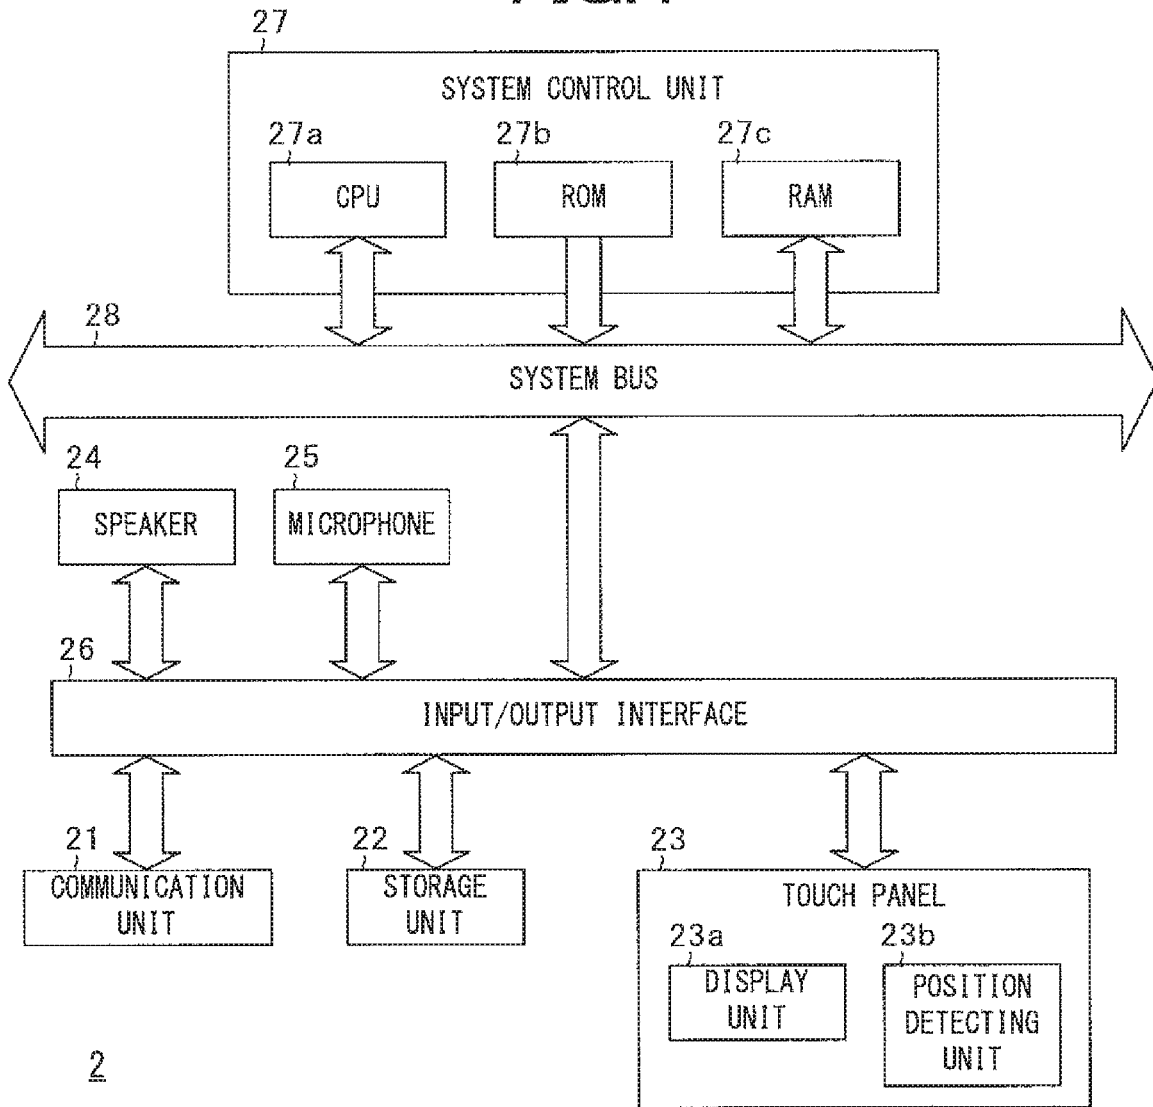 27
SYSTEM CONTROL UNIT
27a
27b
27c
CPU
ROM
RAM
28
SYSTEM BUS
24
25
SPEAKER
MICROPHONE
26
INPUT/OUTPUT INTERFACE
21
22
23
COMMUNICATION
UNIT
STORAGE
UNIT
TOUCH PANEL
23a
23b
DISPLAY
UNIT
POSITION
DETECTING
UNIT
2